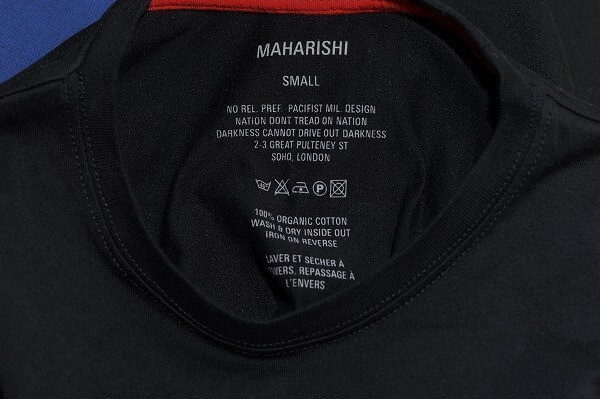 MAHARISHI
SMALL
NO REL. PREF. PACIFIST MIL. DESIGN
NATION DONT TREAD ON NATION
DARKNESS CANNOT DRIVE OUT DARKNESS
2-3 GREAT PULTENEY ST
SOHO, LONDON
100% ORGANIC COTTON
WASH & DRY INSIDE OUT
IRON ON REVERSE
LAVER ET SÉCHER À
REPASSAGE À
L'ENVERS